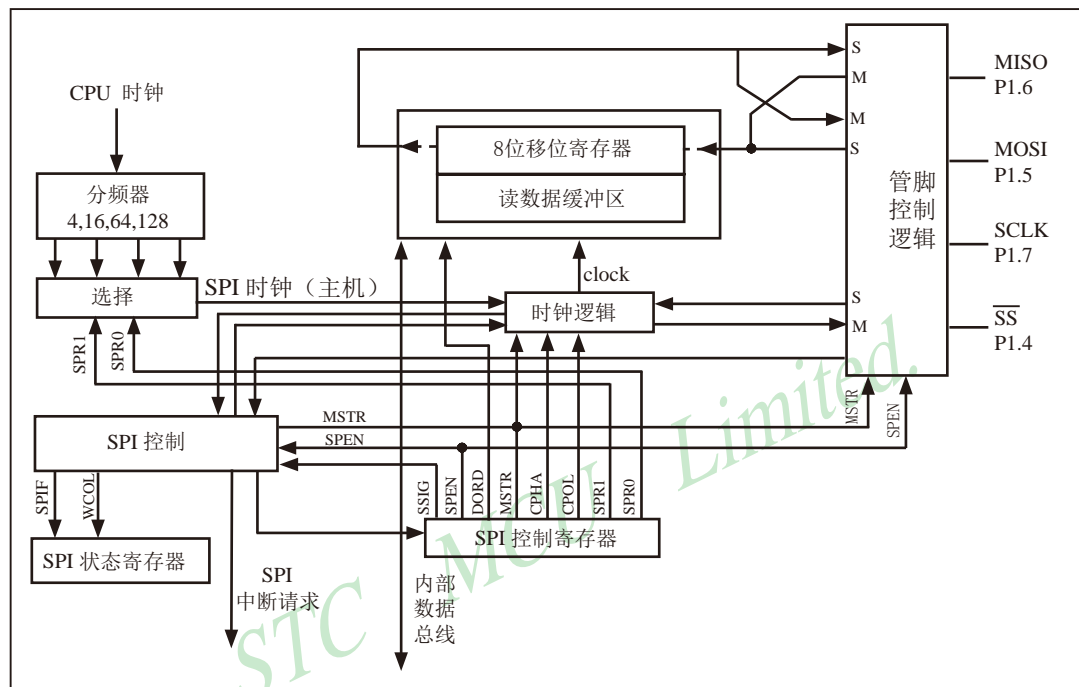 CPU 时钟
分频器
4,16,64,128
选择
SPI 时钟（主机）
SPR1
SPR0
8位移位寄存器
读数据缓冲区
clock
时钟逻辑
S
M
M
S
S
M
管脚
控制
逻辑
MISO
P1.6
MOSI
P1.5
SCLK
P1.7
SS
P1.4
MSTR
SPEN
SPI 控制
MSTR
SPEN
SPIF
WCOL
SPI 状态寄存器
SPI
中断请求
SSIG
SPEN
DORD
MSTR
CPHA
CPOL
SPR1
SPR0
SPI 控制寄存器
内部
数据
总线
STC MCU Limited.